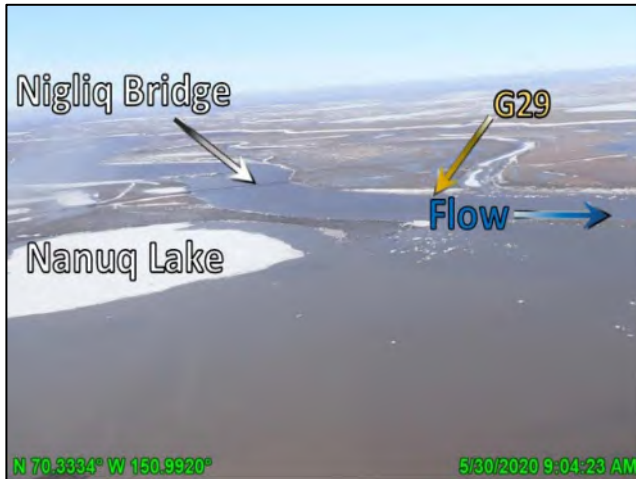 Nigliq Bridge
G29
Flow
Nanuq Lake
N 70.3334° W 150.9920°
5/30/2020 9:04:23 AM